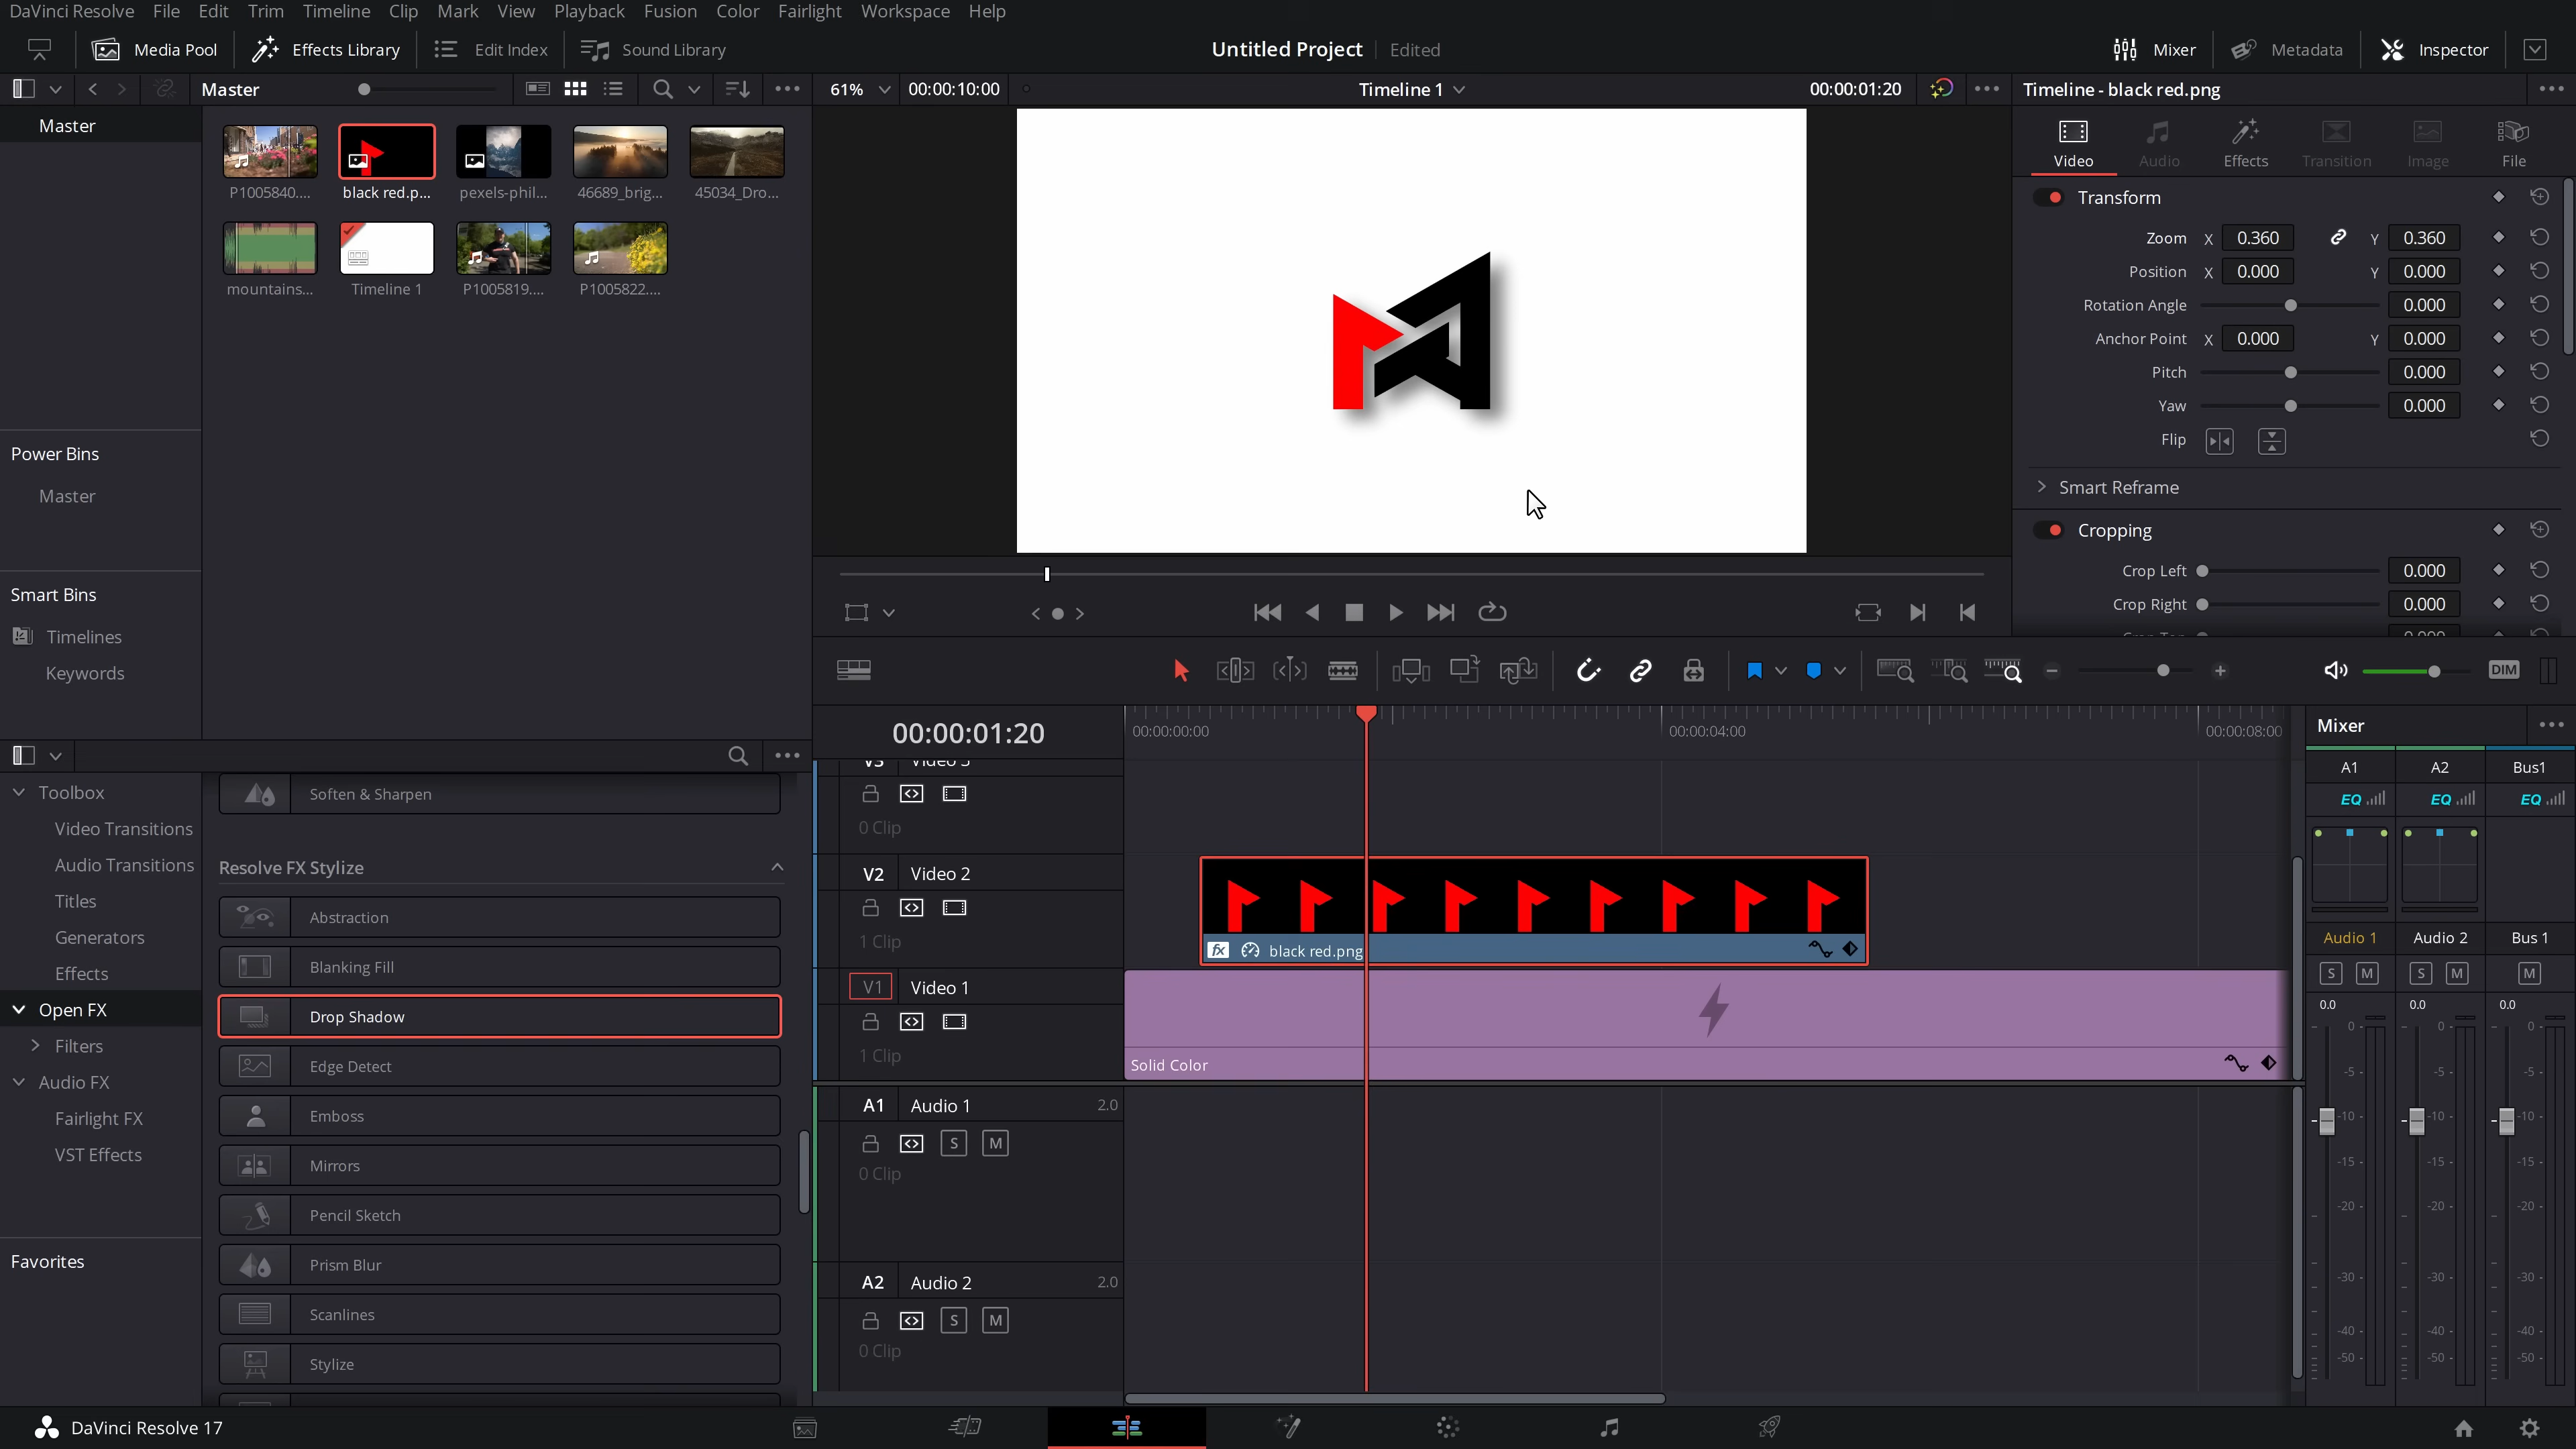 DaVinci Resolve File Edit Trim Timeline Clip Mark View Playback Fusion Color Fairlight Workspace Help
Media Pool Effects Library Edit Index Sound Library Untitled Project Edited Mixer Metadata Inspector
Master 61% 00:00:10:00 Timeline 1 00:00:01:20 Timeline - black red.png
Master
P1005840.... black red.p... pexels-phil... 46689_brig... 45034_Dro...
mountains... Timeline 1 P1005819.... P1005822....
Power Bins
Master
Smart Bins
Timelines
Keywords
Video Audio Effects Transition Image File
Transform
Zoom X 0.360 Y 0.360
Position X 0.000 Y 0.000
Rotation Angle 0.000
Anchor Point X 0.000 Y 0.000
Pitch 0.000
Yaw 0.000
Flip
Smart Reframe
Cropping
Crop Left 0.000
Crop Right 0.000
DIM
Toolbox
Video Transitions
Audio Transitions
Titles
Generators
Effects
Open FX
Filters
Audio FX
Fairlight FX
VST Effects
Favorites
Soften & Sharpen
Resolve FX Stylize
Abstraction
Blanking Fill
Drop Shadow
Edge Detect
Emboss
Mirrors
Pencil Sketch
Prism Blur
Scanlines
Stylize
00:00:01:20 00:00:00:00 00:00:04:00 00:00:08:00
V3 Video 3
0 Clip
V2 Video 2
1 Clip
fx black red.png
V1 Video 1
1 Clip
Solid Color
A1 Audio 1 2.0
S M
0 Clip
A2 Audio 2 2.0
S M
0 Clip
Mixer
A1 A2 Bus1
EQ EQ EQ
Audio 1 Audio 2 Bus 1
S M S M M
0.0 0.0 0.0
0 0 0
-5 -5 -5
-10 -10 -10
-15 -15 -15
-20 -20 -20
-30 -30 -30
-40 -40 -40
-50 -50 -50
DaVinci Resolve 17